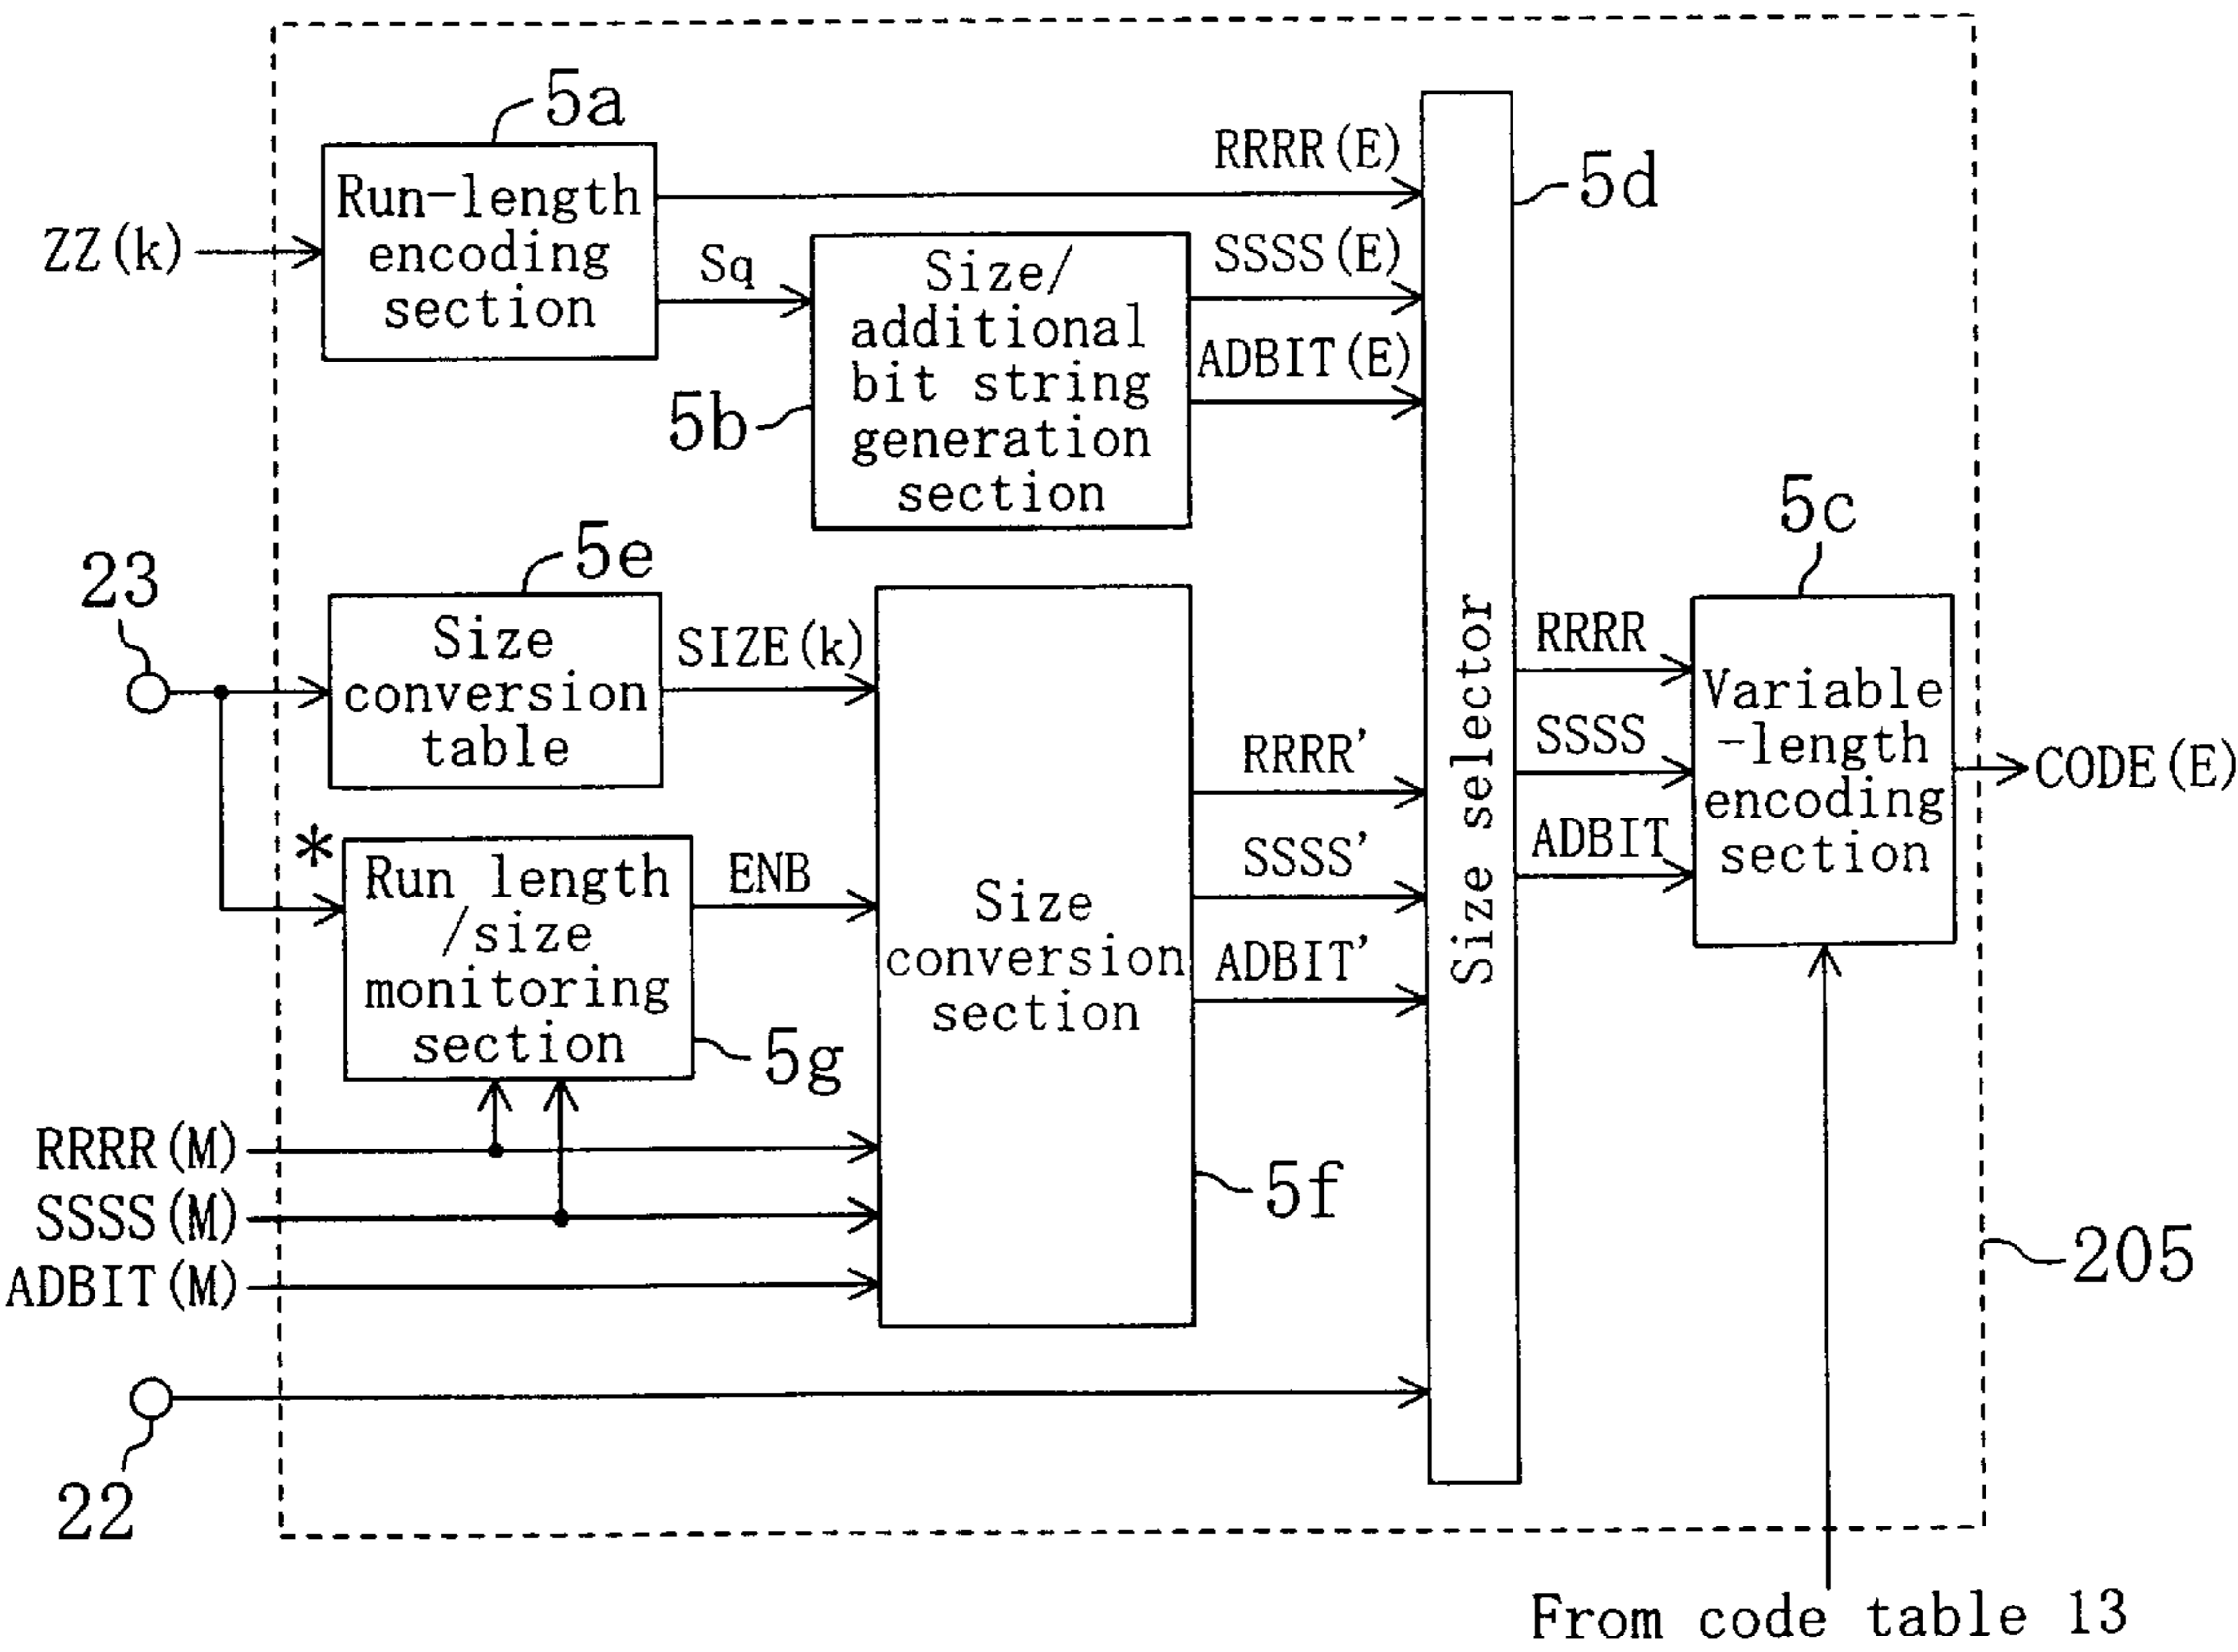 5a
Run-length
encoding
section
ZZ(k)
RRRR(E)
Sq
5b
Size/
additional
bit string
generation
section
SSSS(E)
ADBIT(E)
5d
Size selector
23
5e
Size
conversion
table
SIZE(k)
*
Run length
/size
monitoring
section
5g
ENB
Size
conversion
section
5f
RRRR'
SSSS'
ADBIT'
RRRR
SSSS
ADBIT
5c
Variable
-length
encoding
section
CODE(E)
RRRR(M)
SSSS(M)
ADBIT(M)
205
22
From code table 13